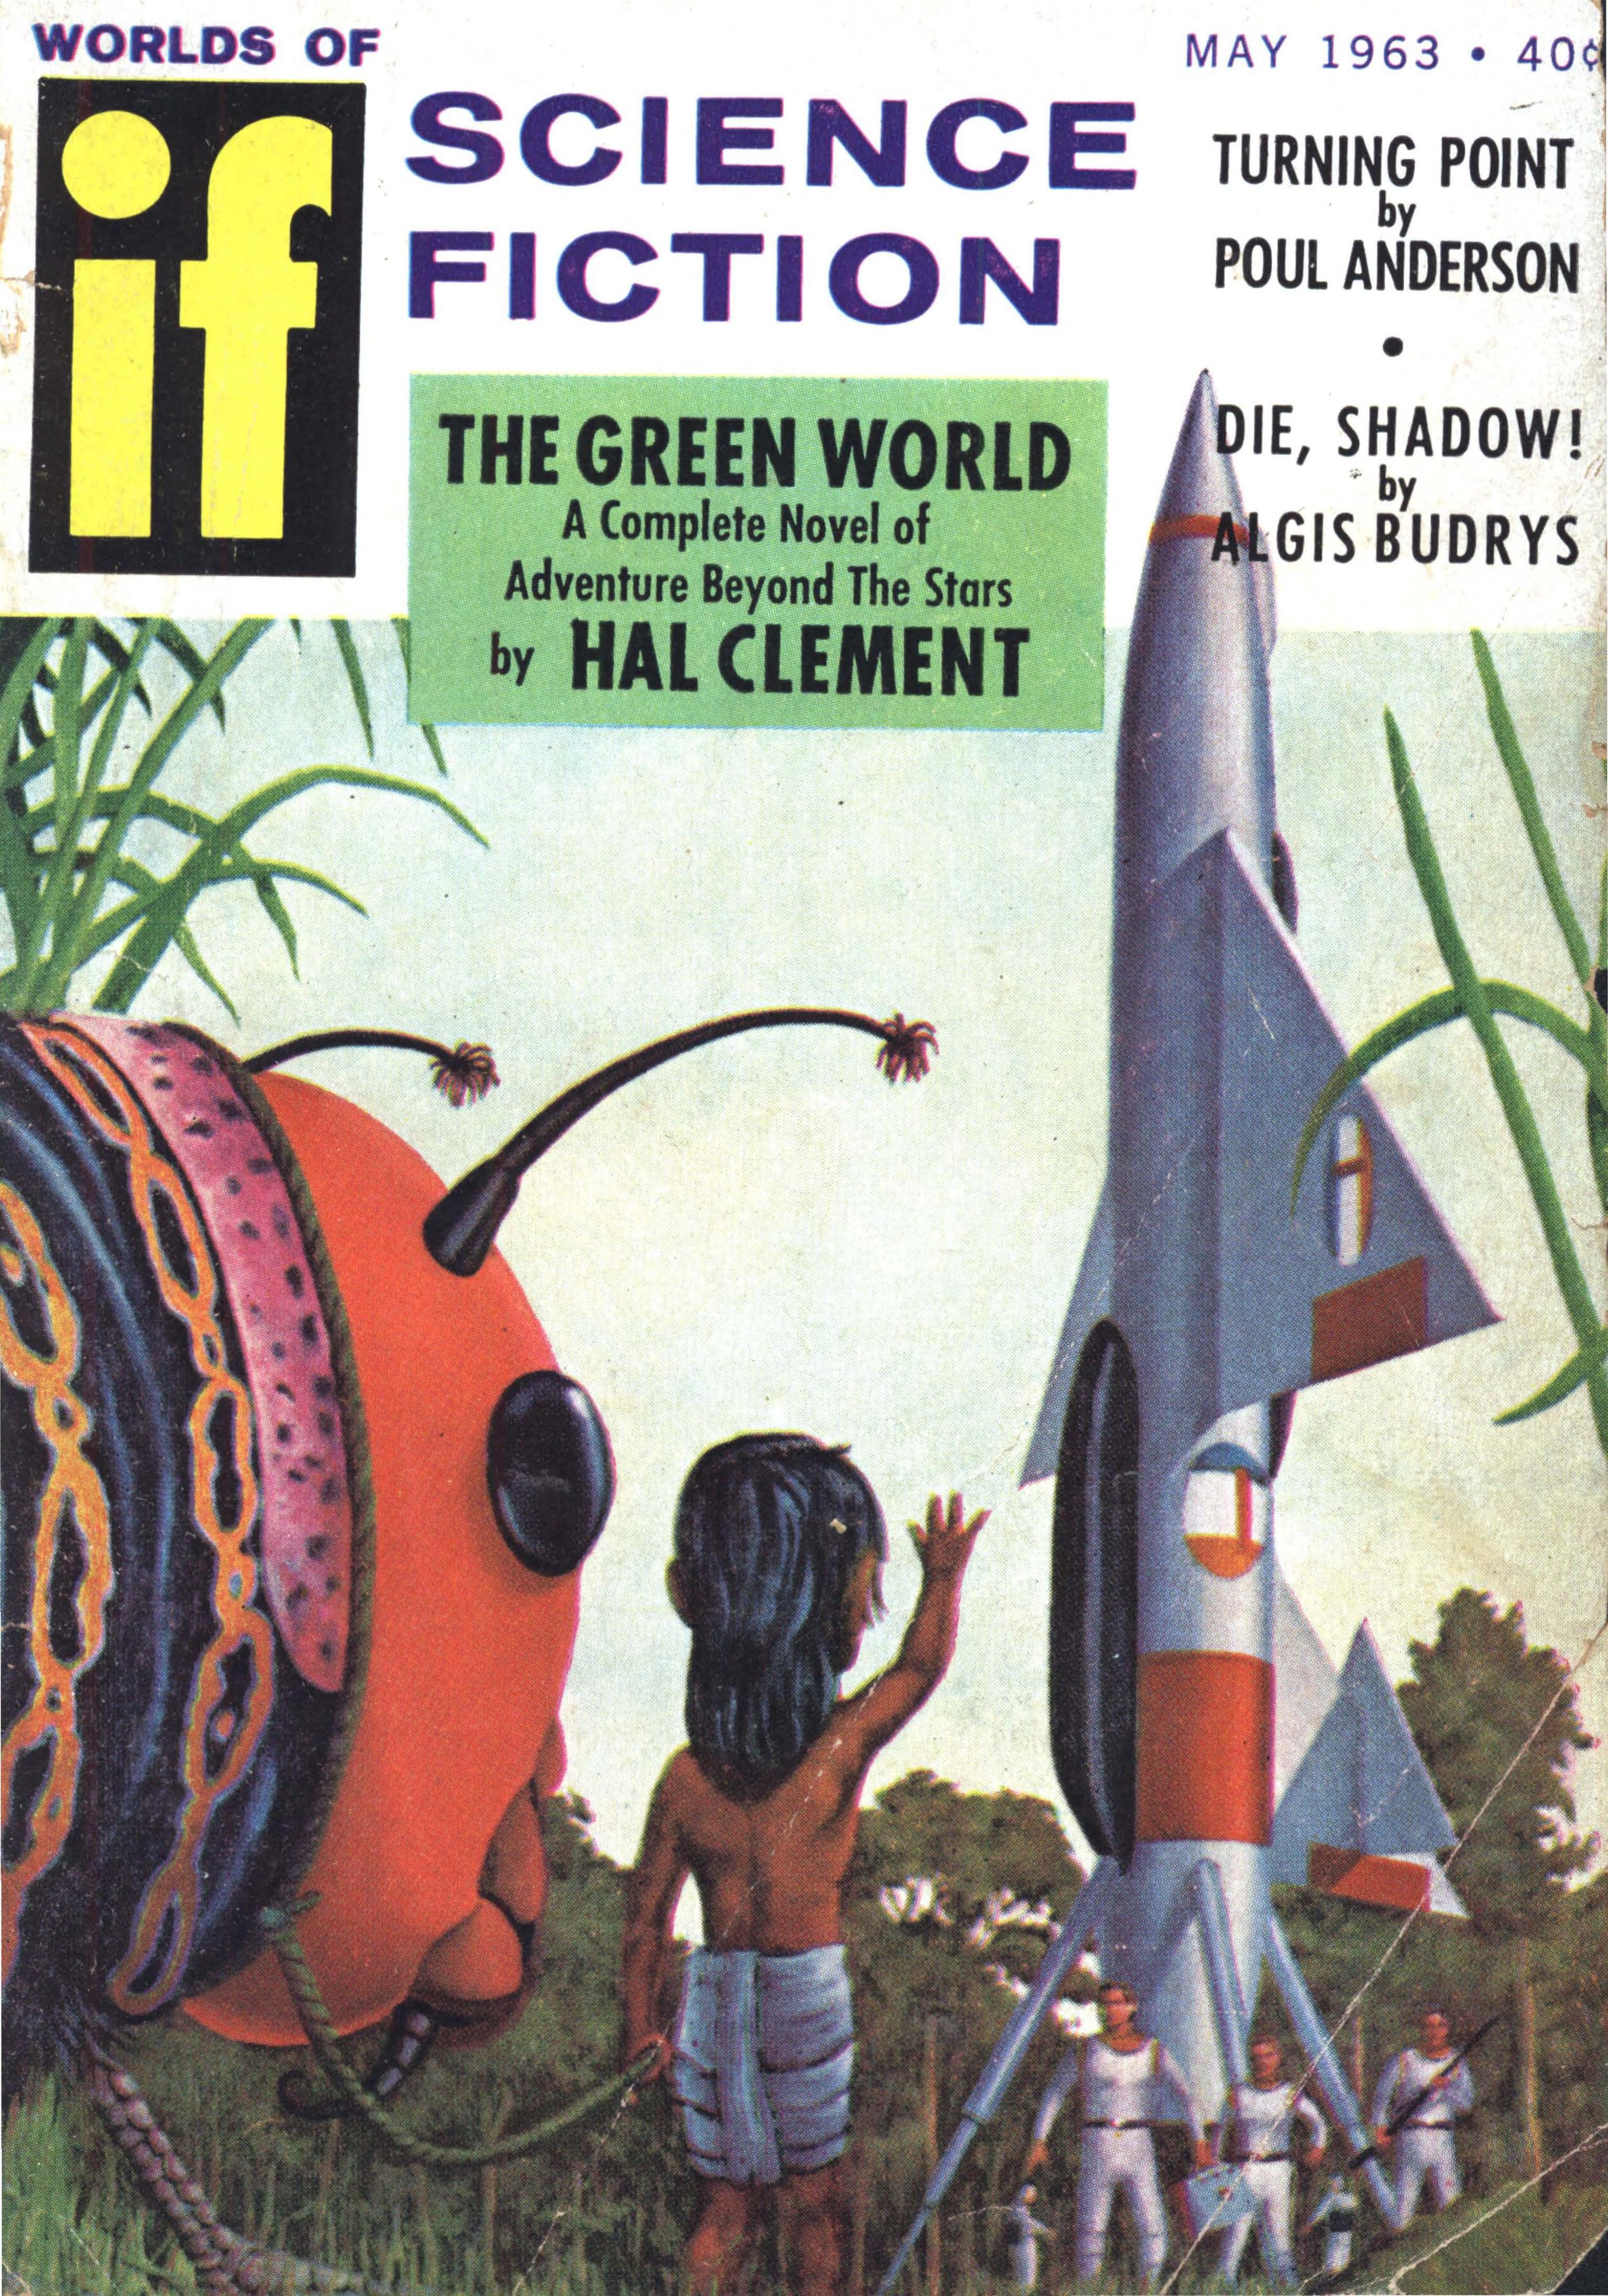 WORLDS OF
if
SCIENCE
FICTION
MAY 1963 • 40¢
TURNING POINT
by
POUL ANDERSON
•
DIE, SHADOW!
by
ALGIS BUDRYS
THE GREEN WORLD
A Complete Novel of
Adventure Beyond The Stars
by HAL CLEMENT